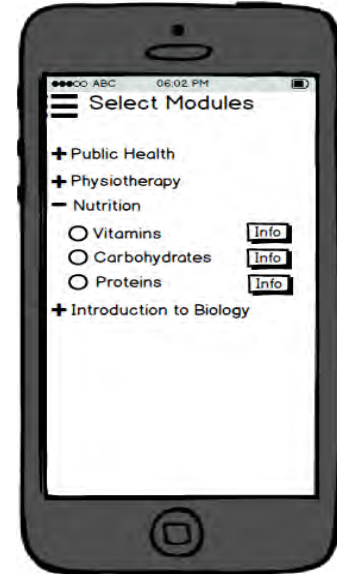 ABC 06:02 PM
Select Modules
Public Health
Physiotherapy
Nutrition
Vitamins Info
Carbohydrates Info
Proteins Info
Introduction to Biology